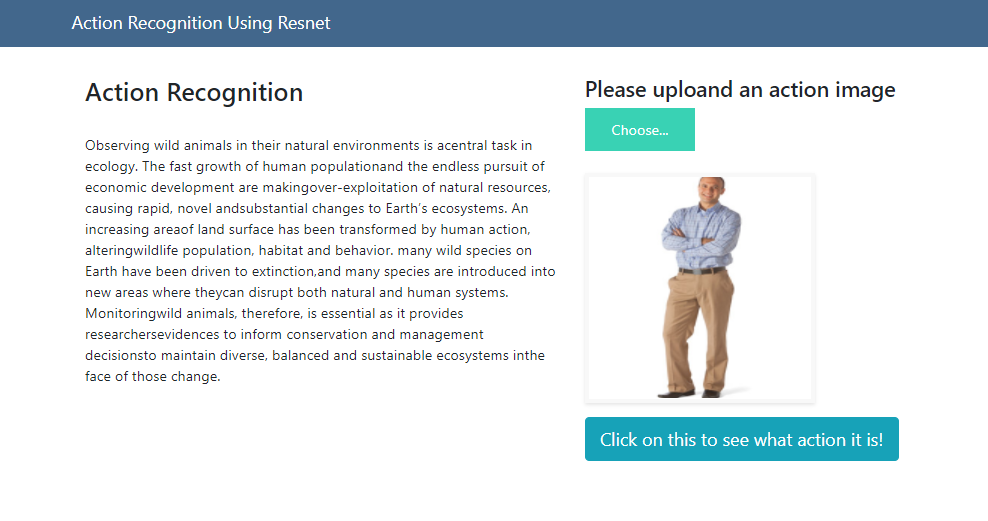 Action Recognition Using Resnet
Action Recognition
Observing wild animals in their natural environments is acentral task in
ecology. The fast growth of human populationand the endless pursuit of
economic development are makingover-exploitation of natural resources,
causing rapid, novel andsubstantial changes to Earth's ecosystems. An
increasing areaof land surface has been transformed by human action,
alteringwildlife population, habitat and behavior. many wild species on
Earth have been driven to extinction,and many species are introduced into
new areas where theycan disrupt both natural and human systems.
Monitoringwild animals, therefore, is essential as it provides
researchersevidences to inform conservation and management
decisionsto maintain diverse, balanced and sustainable ecosystems inthe
face of those change.
Please uploand an action image
Choose...
Click on this to see what action it is!